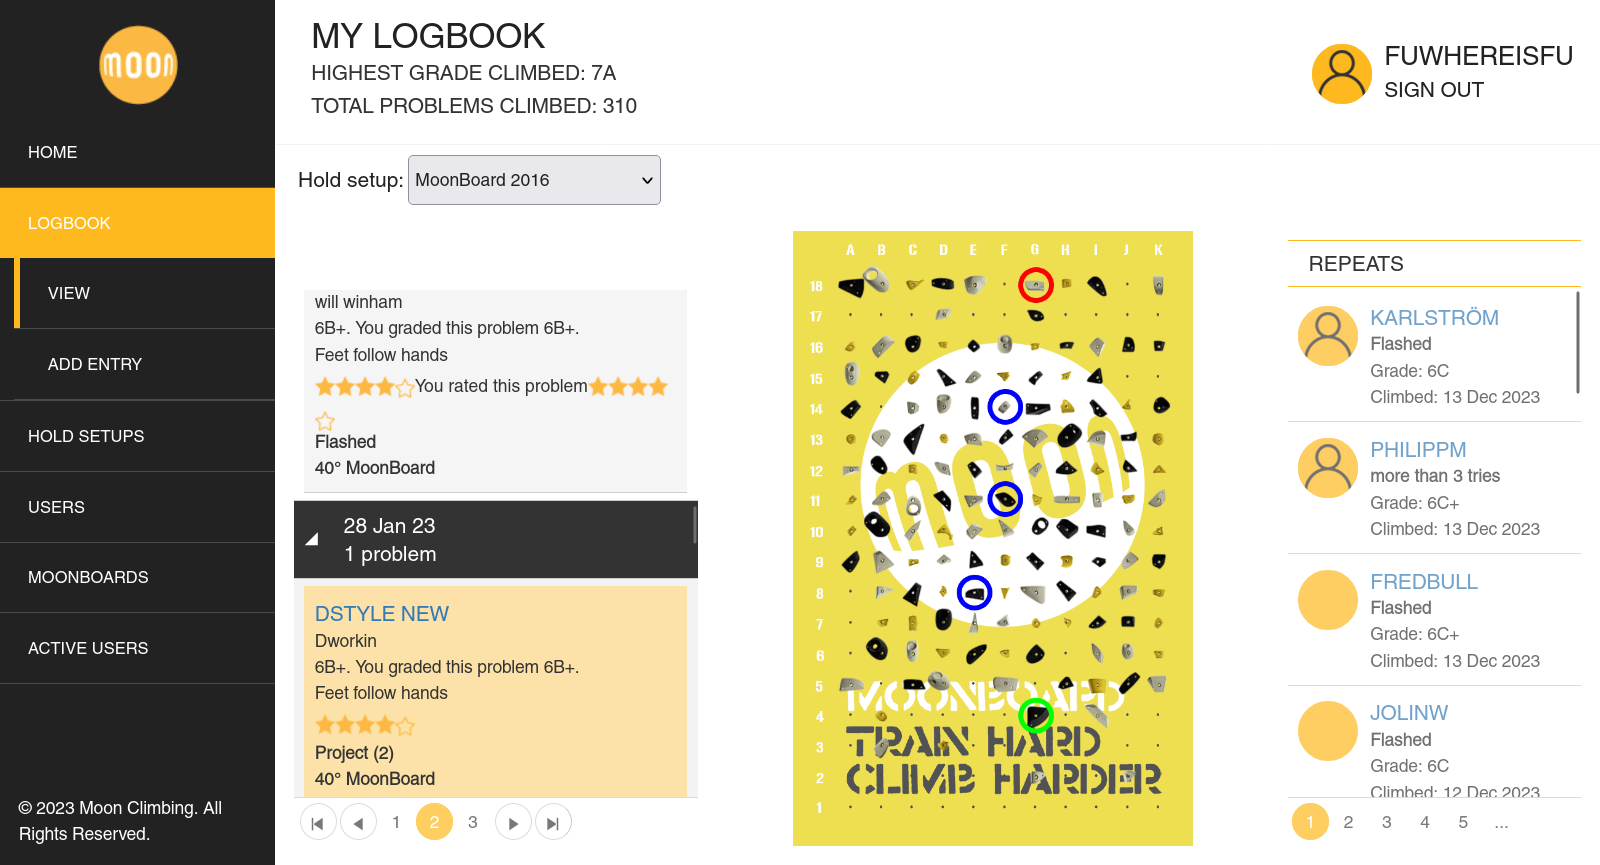 moon
HOME
LOGBOOK
VIEW
ADD ENTRY
HOLD SETUPS
USERS
MOONBOARDS
ACTIVE USERS
© 2023 Moon Climbing. All
Rights Reserved.
MY LOGBOOK
HIGHEST GRADE CLIMBED: 7A
TOTAL PROBLEMS CLIMBED: 310
FUWHEREISFU
SIGN OUT
Hold setup: MoonBoard 2016
will winham
6B+. You graded this problem 6B+.
Feet follow hands
You rated this problem
Flashed
40° MoonBoard
28 Jan 23
1 problem
DSTYLE NEW
Dworkin
6B+. You graded this problem 6B+.
Feet follow hands
Project (2)
40° MoonBoard
1 2 3
A B C D E F G H I J K
18
17
16
15
14
13
12
11
10
9
8
7
6
5
4
3
2
1
moon
MOONBOARD
TRAIN HARD
CLIMB HARDER
REPEATS
KARLSTRÖM
Flashed
Grade: 6C
Climbed: 13 Dec 2023
PHILIPPM
more than 3 tries
Grade: 6C+
Climbed: 13 Dec 2023
FREDBULL
Flashed
Grade: 6C+
Climbed: 13 Dec 2023
JOLINW
Flashed
Grade: 6C
Climbed: 12 Dec 2023
1 2 3 4 5 ...